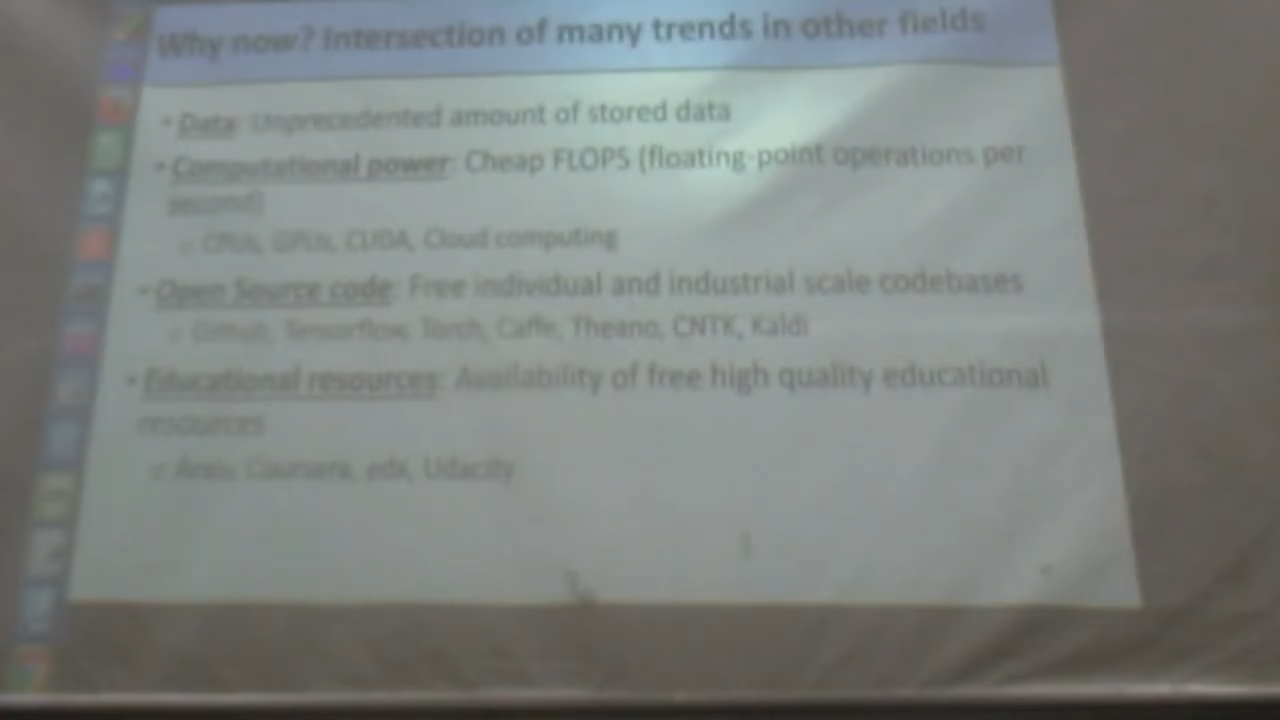 Why now? Intersection of many trends in other fields
• Data: Unprecedented amount of stored data
• Computational power: Cheap FLOPS (floating-point operations per
second)
○ CPUs, GPUs, CUDA, Cloud computing
• Open Source code: Free individual and industrial scale codebases
○ Github, Tensorflow, Torch, Caffe, Theano, CNTK, Kaldi
• Educational resources: Availability of free high quality educational
resources
○ Arxiv, Coursera, edx, Udacity